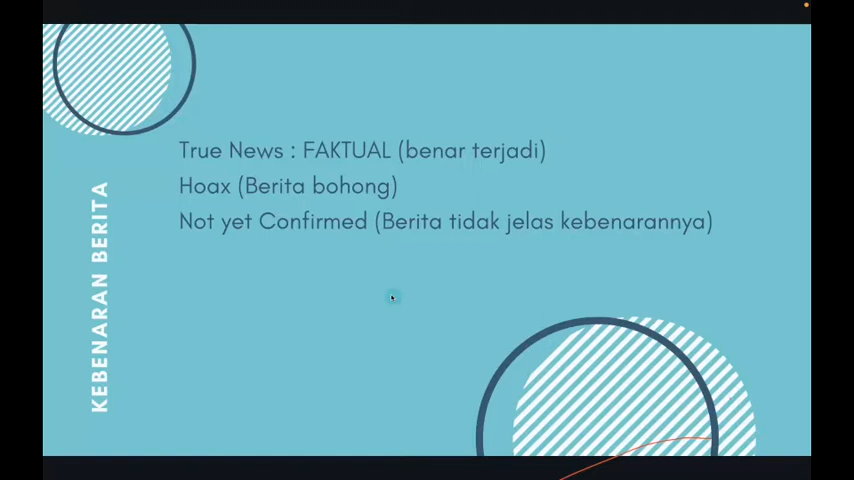 True News : FAKTUAL (benar terjadi)
Hoax (Berita bohong)
Not yet Confirmed (Berita tidak jelas kebenarannya)
KEBENARAN BERITA